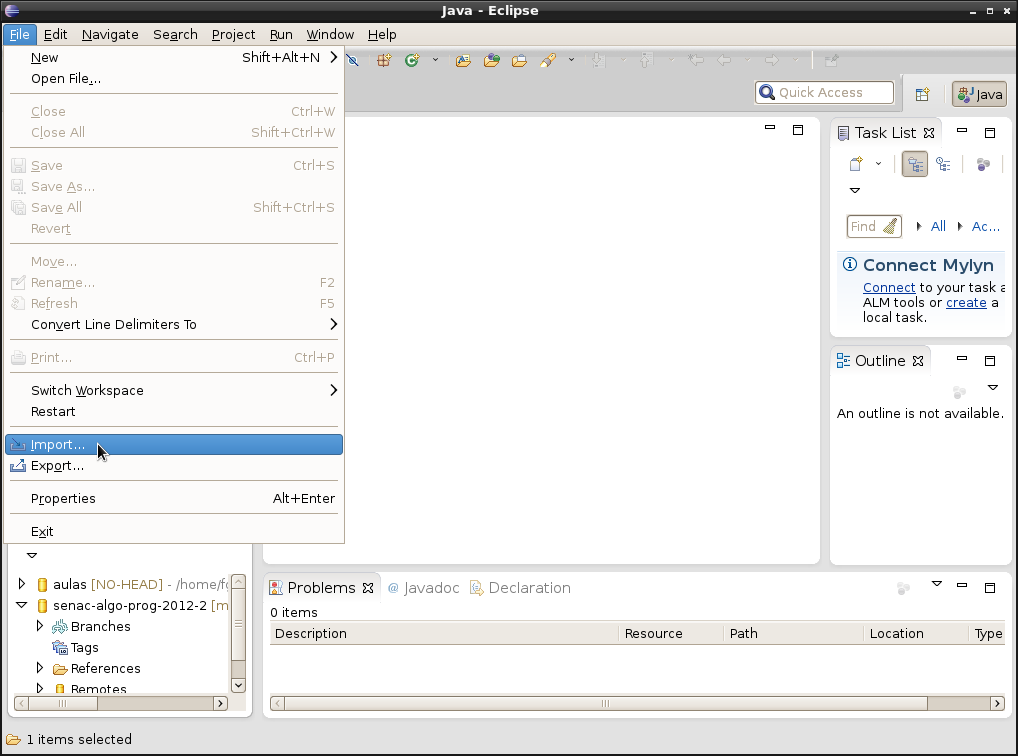 Java - Eclipse
File Edit Navigate Search Project Run Window Help
New Shift+Alt+N
Open File...
Close Ctrl+W
Close All Shift+Ctrl+W
Save Ctrl+S
Save As...
Save All Shift+Ctrl+S
Revert
Move...
Rename... F2
Refresh F5
Convert Line Delimiters To
Print... Ctrl+P
Switch Workspace
Restart
Import...
Export...
Properties Alt+Enter
Exit
Quick Access
Java
Task List
Find All Ac...
Connect Mylyn
Connect to your task a
ALM tools or create a
local task.
Outline
An outline is not available.
aulas [NO-HEAD] - /home/fg
senac-algo-prog-2012-2 [m
Branches
Tags
References
Remotes
Problems @ Javadoc Declaration
0 items
Description Resource Path Location Type
1 items selected